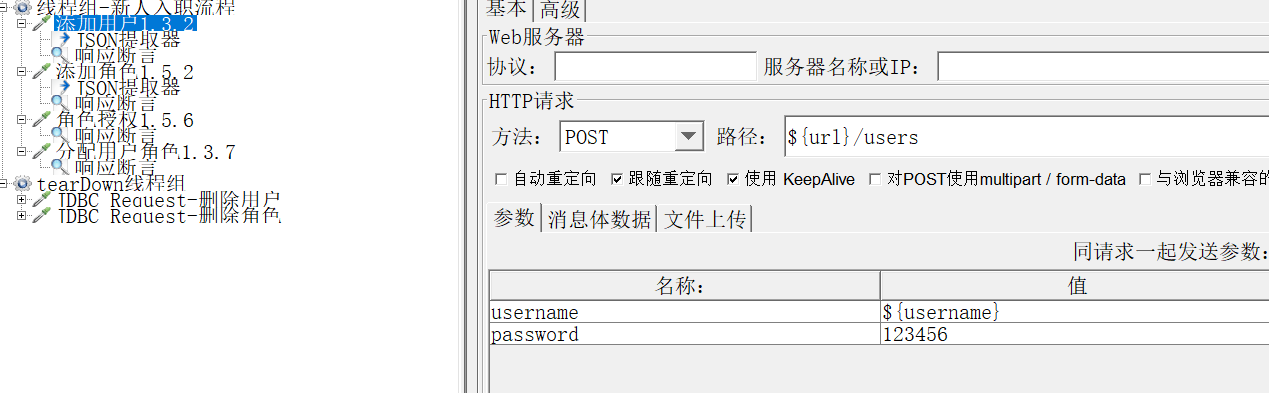 线程组-新人入职流程
添加用户1.3.2
JSON提取器
响应断言
添加角色1.5.2
JSON提取器
响应断言
角色授权1.5.6
响应断言
分配用户角色1.3.7
响应断言
tearDown线程组
JDBC Request-删除用户
JDBC Request-删除角色
基本 高级
Web服务器
协议： 服务器名称或IP：
HTTP请求
方法： POST 路径： ${url}/users
自动重定向 跟随重定向 使用 KeepAlive 对POST使用multipart / form-data 与浏览器兼容的
参数 消息体数据 文件上传
同请求一起发送参数：
名称： 值
username ${username}
password 123456